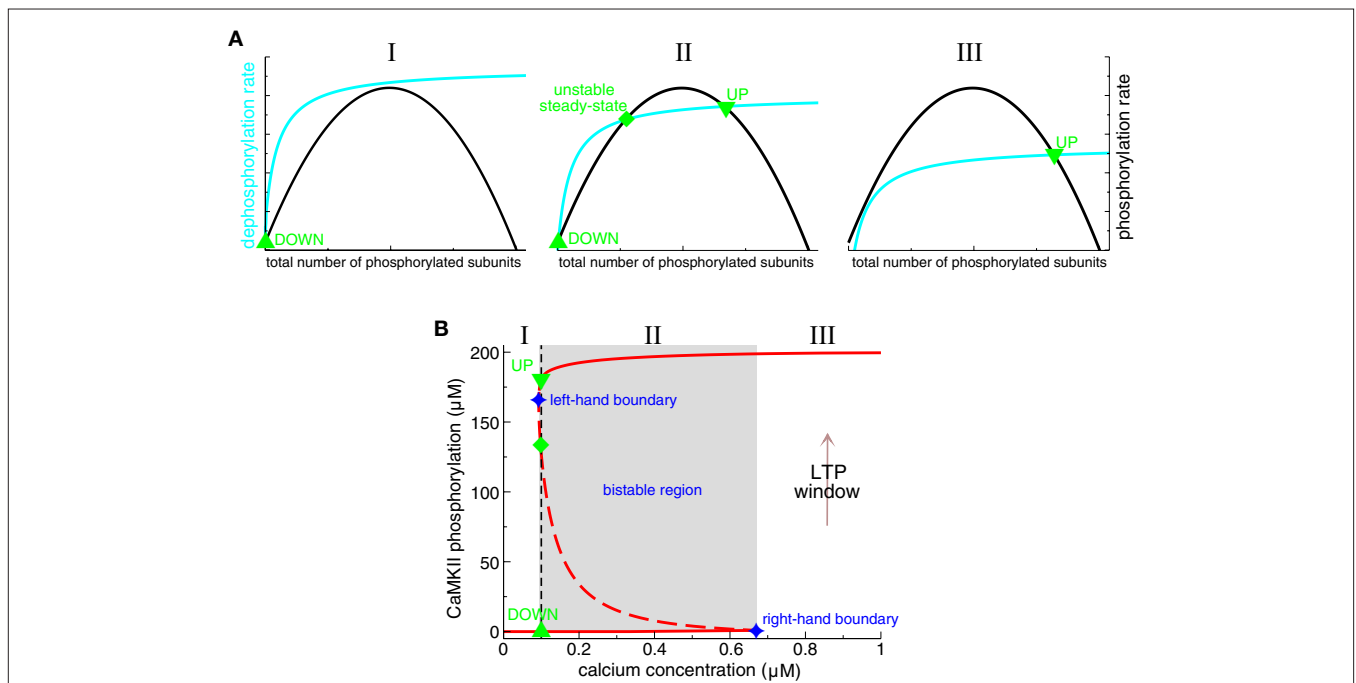 A
I
II
III
dephosphorylation rate
unstable
steady-state
UP
UP
phosphorylation rate
DOWN
DOWN
total number of phosphorylated subunits
total number of phosphorylated subunits
total number of phosphorylated subunits
B
I
II
III
CaMKII phosphorylation (µM)
200
150
100
50
0
UP
left-hand boundary
bistable region
LTP
window
DOWN
right-hand boundary
0
0.2
0.4
0.6
0.8
1
calcium concentration (µM)